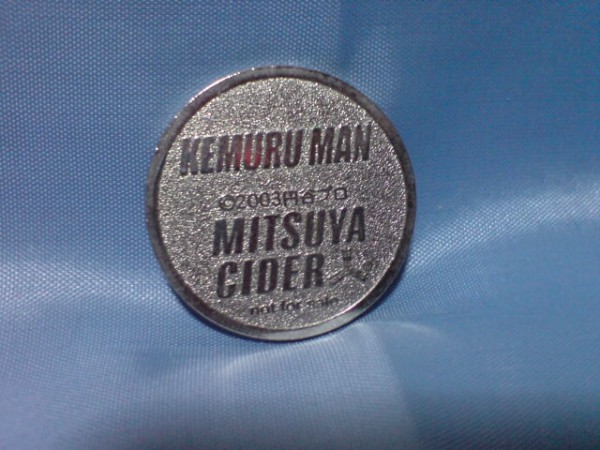 KEMURU MAN
©2003円谷プロ
MITSUYA
CIDER
not for sale